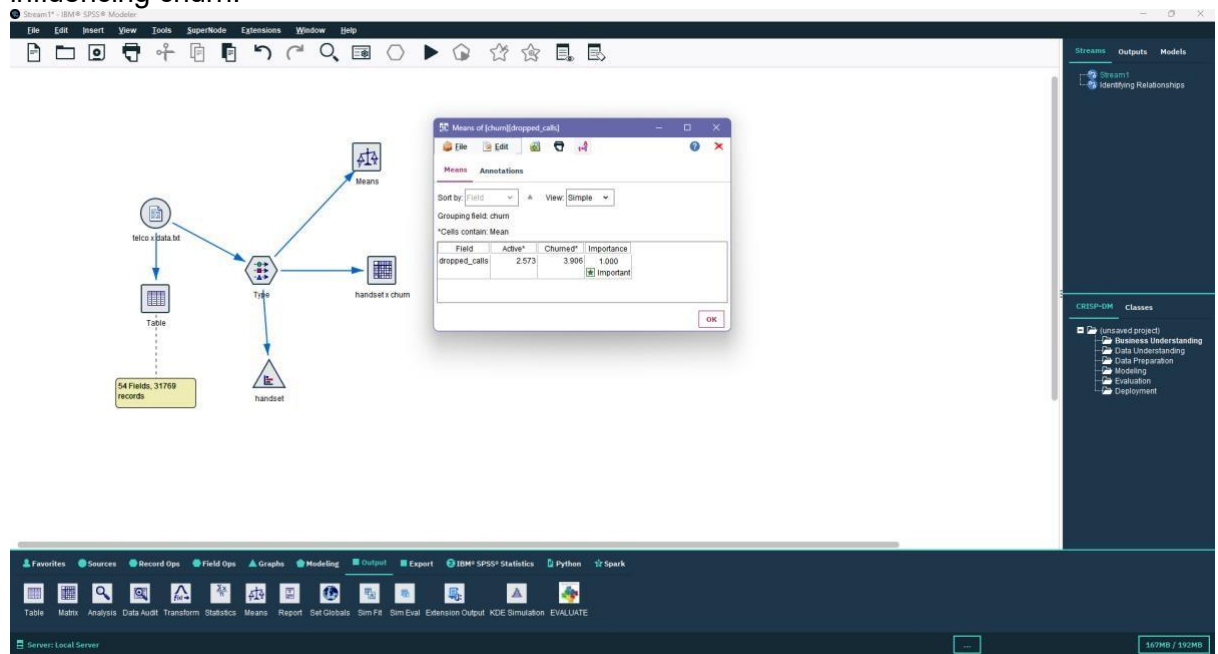 influencing churn.
Stream1* - IBM® SPSS® Modeler
File Edit Insert View Tools SuperNode Extensions Window Help
Streams Outputs Models
Stream1
Identifying Relationships
Means of [churn][dropped_calls]
File Edit
Means Annotations
Sort by: Field View: Simple
Grouping field: churn
*Cells contain: Mean
Field Active* Churned* Importance
dropped_calls 2.573 3.906 1.000
Important
OK
Means
telco x data.txt
Type
handset x churn
Table
54 Fields, 31769
records
handset
CRISP-DM Classes
(unsaved project)
Business Understanding
Data Understanding
Data Preparation
Modeling
Evaluation
Deployment
Favorites Sources Record Ops Field Ops Graphs Modeling Output Export IBM® SPSS® Statistics Python Spark
Table Matrix Analysis Data Audit Transform Statistics Means Report Set Globals Sim Fit Sim Eval Extension Output KDE Simulation EVALUATE
Server: Local Server
...
167MB / 192MB